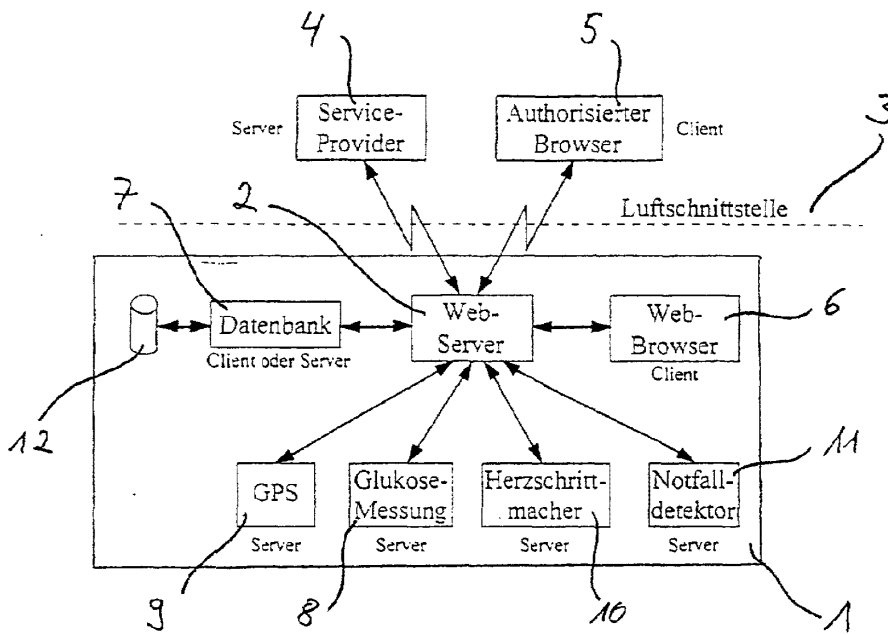 4
5
3
Server
Service-
Provider
Authorisierter
Browser
Client
7
2
Luftschnittstelle
Datenbank
Client oder Server
Web-
Server
Web-
Browser
Client
6
12
11
GPS
Server
Glukose-
Messung
Server
Herzschritt-
macher
Server
Notfall-
detektor
Server
9
8
10
1